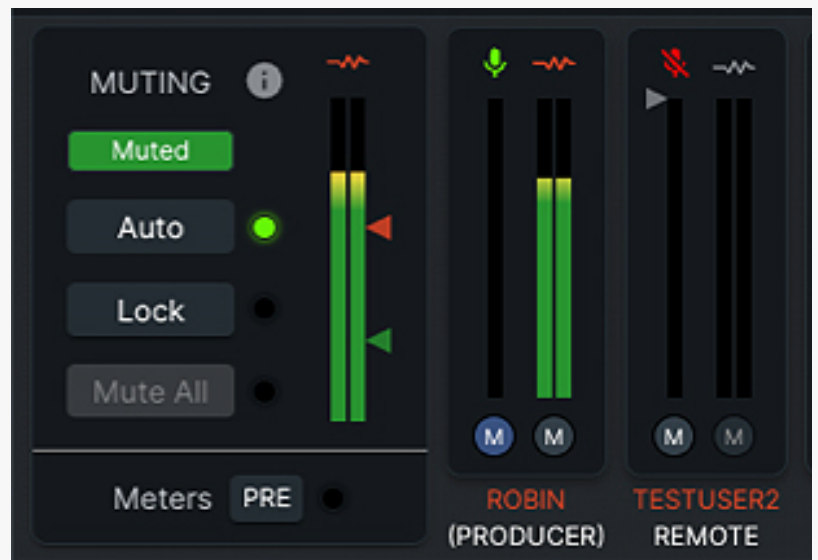 MUTING i
Muted
Auto
Lock
Mute All
Meters PRE
M M
ROBIN
(PRODUCER)
M M
TESTUSER2
REMOTE